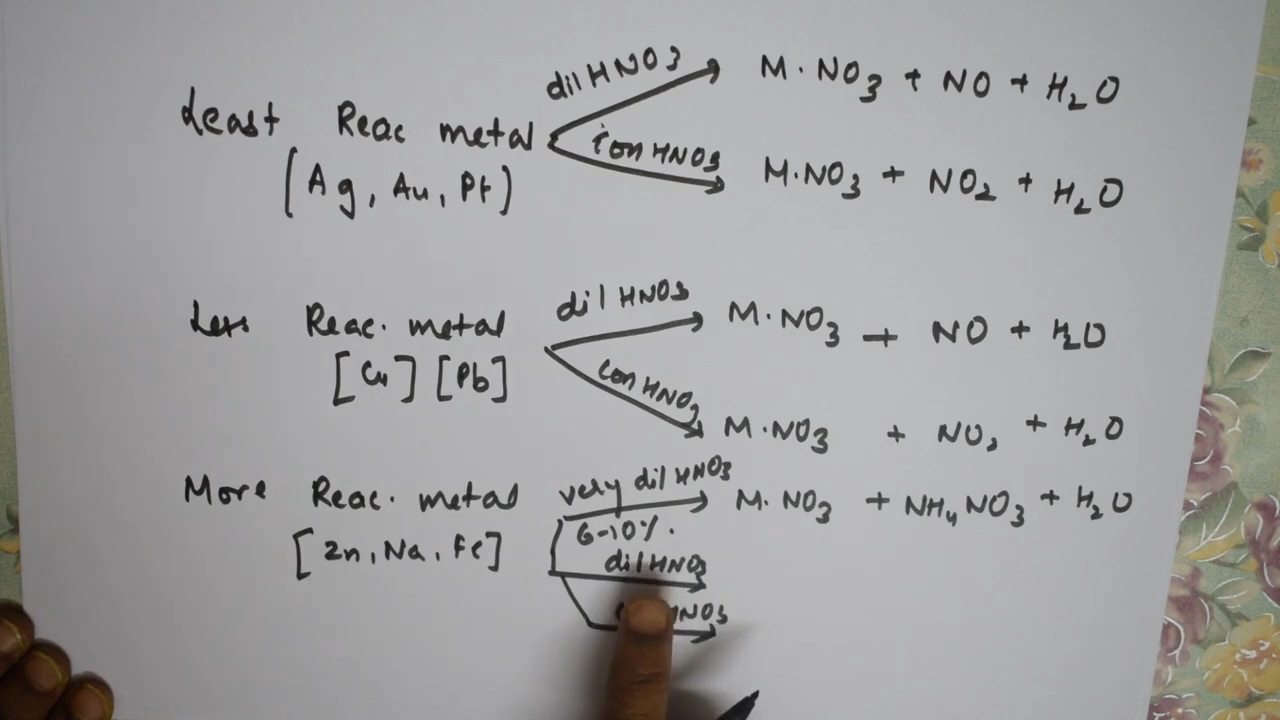 dil HNO3 M·NO3 + NO + H2O
Least Reac metal
con HNO3 M·NO3 + NO2 + H2O
[Ag, Au, Pt]
dil HNO3 M·NO3 + NO + H2O
Less Reac. metal
[Cu] [Pb]
con HNO3
M·NO3 + NO2 + H2O
very dil HNO3 M·NO3 + NH4NO3 + H2O
More Reac. metal
6-10%.
[Zn, Na, Fe]
dil HNO3
HNO3